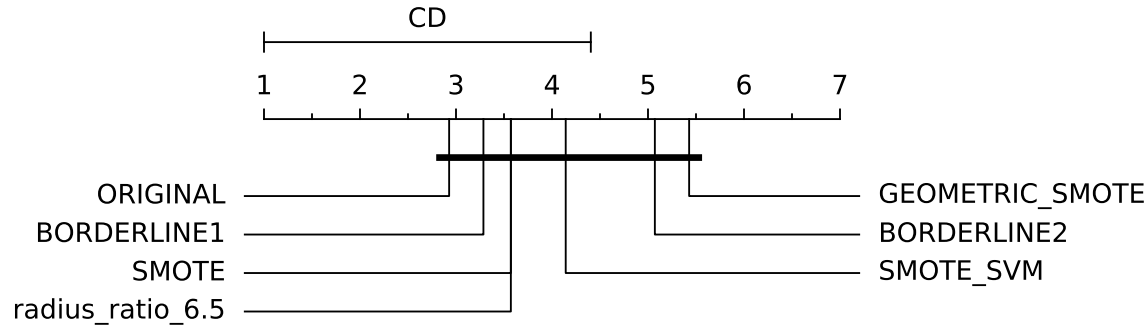 CD
1 2 3 4 5 6 7
ORIGINAL GEOMETRIC_SMOTE
BORDERLINE1 BORDERLINE2
SMOTE SMOTE_SVM
radius_ratio_6.5